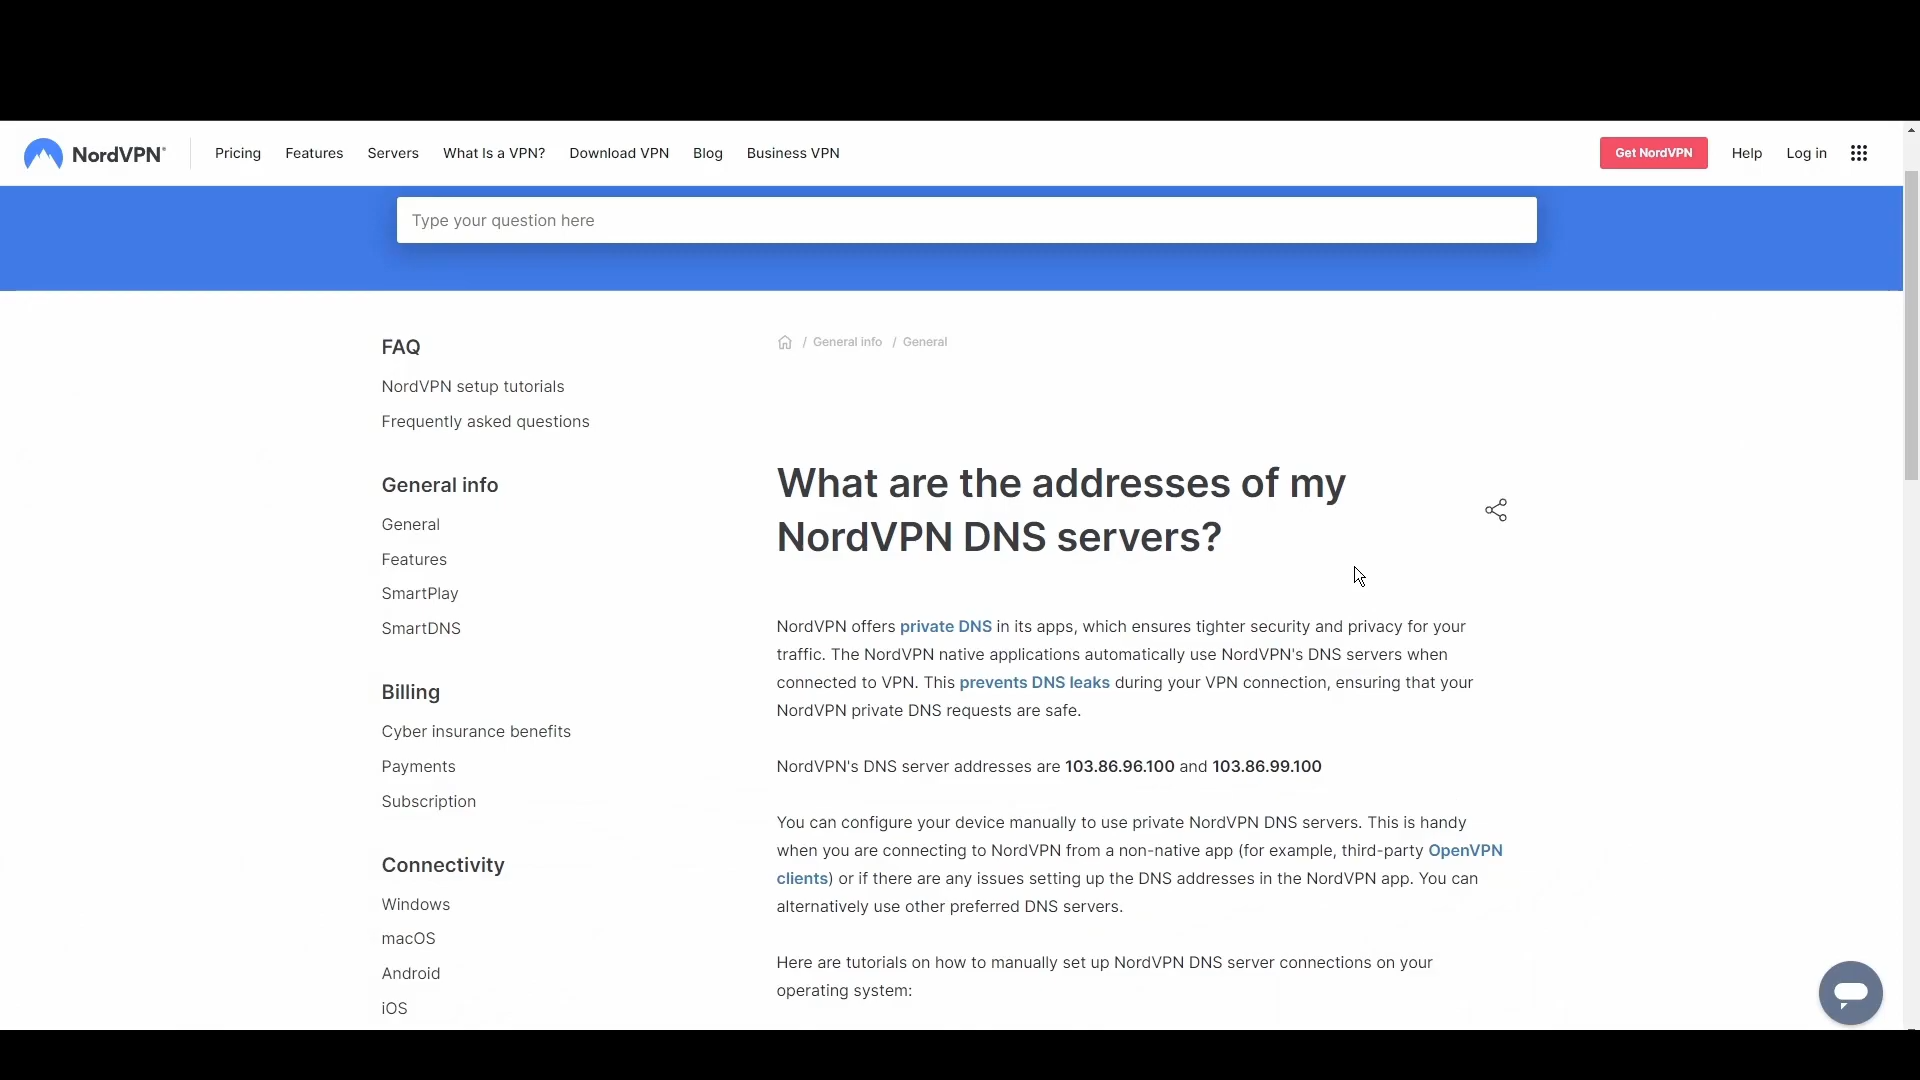 NordVPN®
Pricing
Features
Servers
What Is a VPN?
Download VPN
Blog
Business VPN
Get NordVPN
Help
Log in
Type your question here
FAQ
NordVPN setup tutorials
Frequently asked questions
General info
General
Features
SmartPlay
SmartDNS
Billing
Cyber insurance benefits
Payments
Subscription
Connectivity
Windows
macOS
Android
iOS
/ General info / General
What are the addresses of my
NordVPN DNS servers?
NordVPN offers private DNS in its apps, which ensures tighter security and privacy for your
traffic. The NordVPN native applications automatically use NordVPN's DNS servers when
connected to VPN. This prevents DNS leaks during your VPN connection, ensuring that your
NordVPN private DNS requests are safe.
NordVPN's DNS server addresses are 103.86.96.100 and 103.86.99.100
You can configure your device manually to use private NordVPN DNS servers. This is handy
when you are connecting to NordVPN from a non-native app (for example, third-party OpenVPN
clients) or if there are any issues setting up the DNS addresses in the NordVPN app. You can
alternatively use other preferred DNS servers.
Here are tutorials on how to manually set up NordVPN DNS server connections on your
operating system: